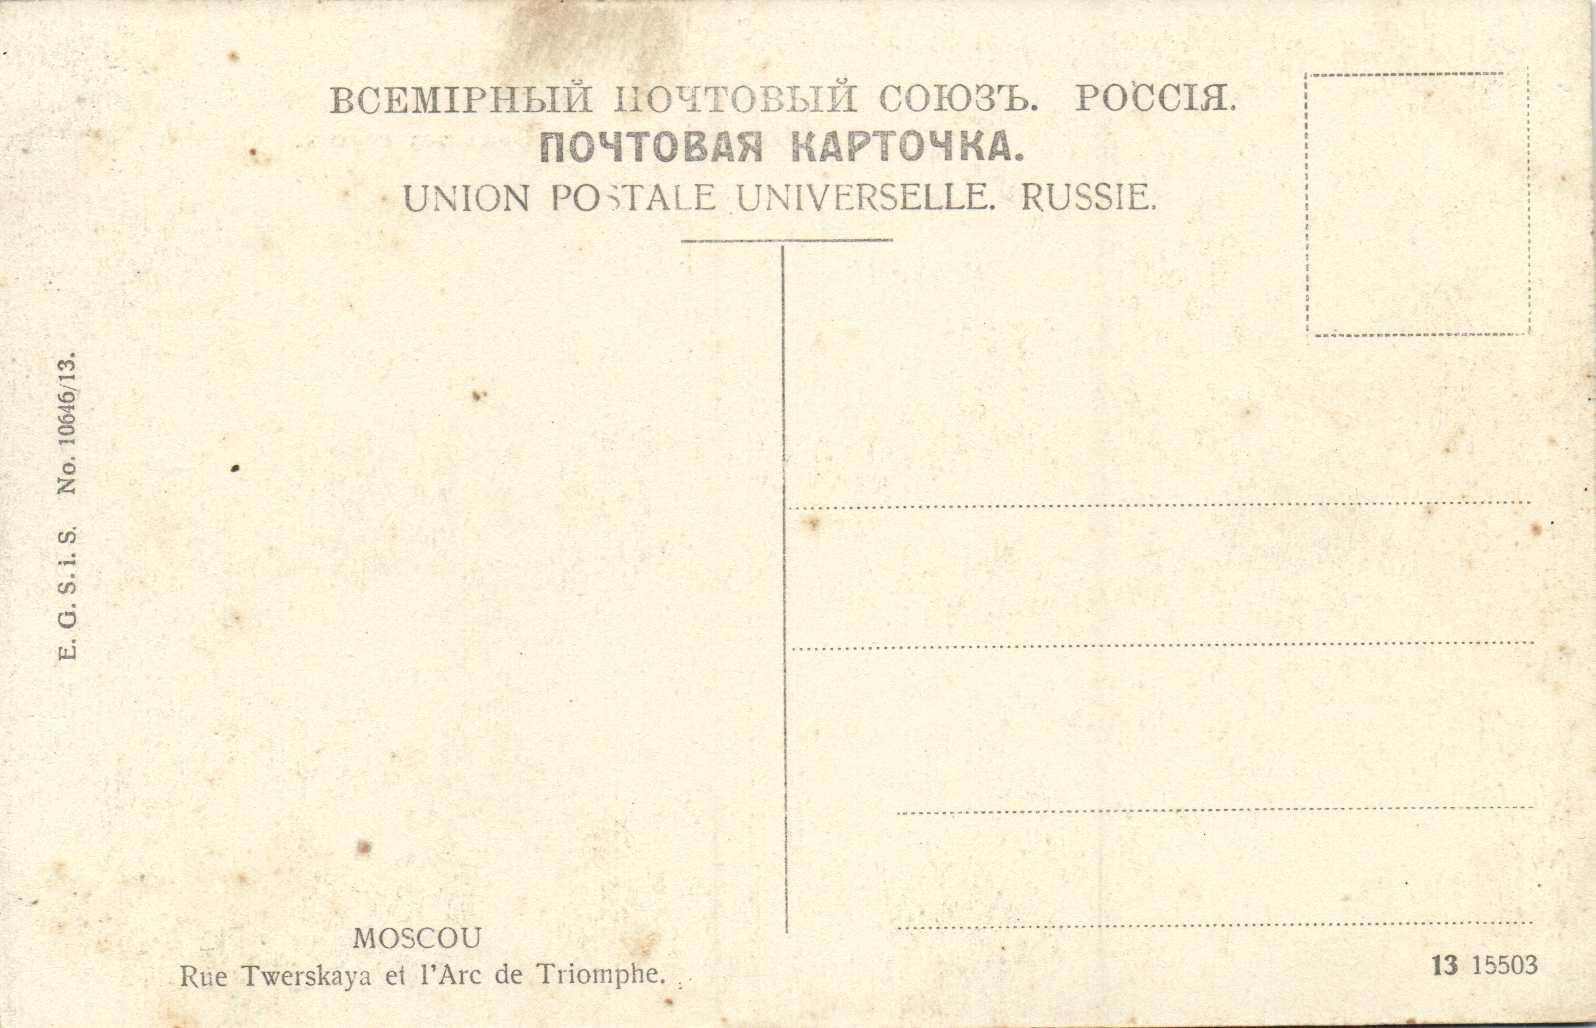 ВСЕМІРНЫЙ ПОЧТОВЫЙ СОЮЗЪ. РОССІЯ.
ПОЧТОВАЯ КАРТОЧКА.
UNION POSTALE UNIVERSELLE. RUSSIE.
E. G. S. i. S. No. 10646/13.
MOSCOU
Rue Twerskaya et l'Arc de Triomphe.
13 15503